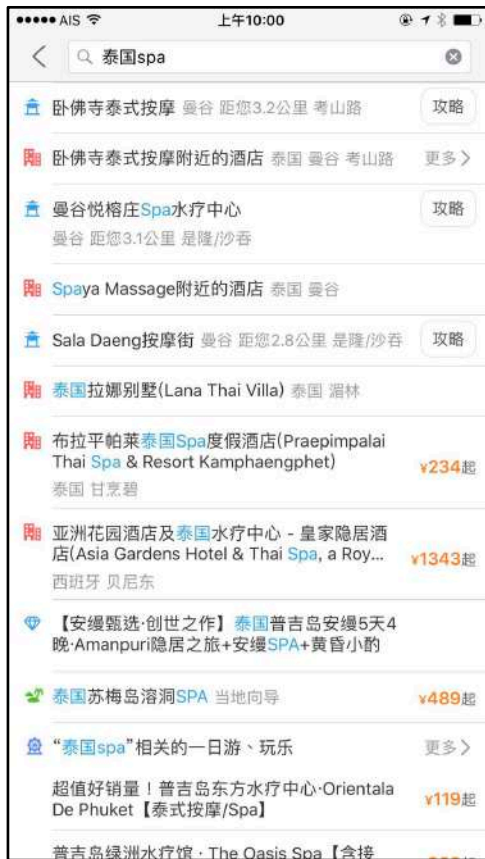 AIS 上午10:00
泰国spa
卧佛寺泰式按摩 曼谷 距您3.2公里 考山路 攻略
卧佛寺泰式按摩附近的酒店 泰国 曼谷 考山路 更多>
曼谷悦榕庄Spa水疗中心 攻略
曼谷 距您3.1公里 是隆/沙吞
Spaya Massage附近的酒店 泰国 曼谷
Sala Daeng按摩街 曼谷 距您2.8公里 是隆/沙吞 攻略
泰国拉娜别墅(Lana Thai Villa) 泰国 湄林
布拉平帕莱泰国Spa度假酒店(Praepimpalai
Thai Spa & Resort Kamphaengphet) ¥234起
泰国 甘烹碧
亚洲花园酒店及泰国水疗中心 - 皇家隐居酒
店(Asia Gardens Hotel & Thai Spa, a Roy... ¥1343起
西班牙 贝尼东
【安缦甄选·创世之作】泰国普吉岛安缦5天4
晚·Amanpuri隐居之旅+安缦SPA+黄昏小酌
泰国苏梅岛溶洞SPA 当地向导 ¥489起
“泰国spa”相关的一日游、玩乐 更多>
超值好销量！普吉岛东方水疗中心·Orientala
De Phuket【泰式按摩/Spa】 ¥119起
普吉岛绿洲水疗馆 · The Oasis Spa【含接